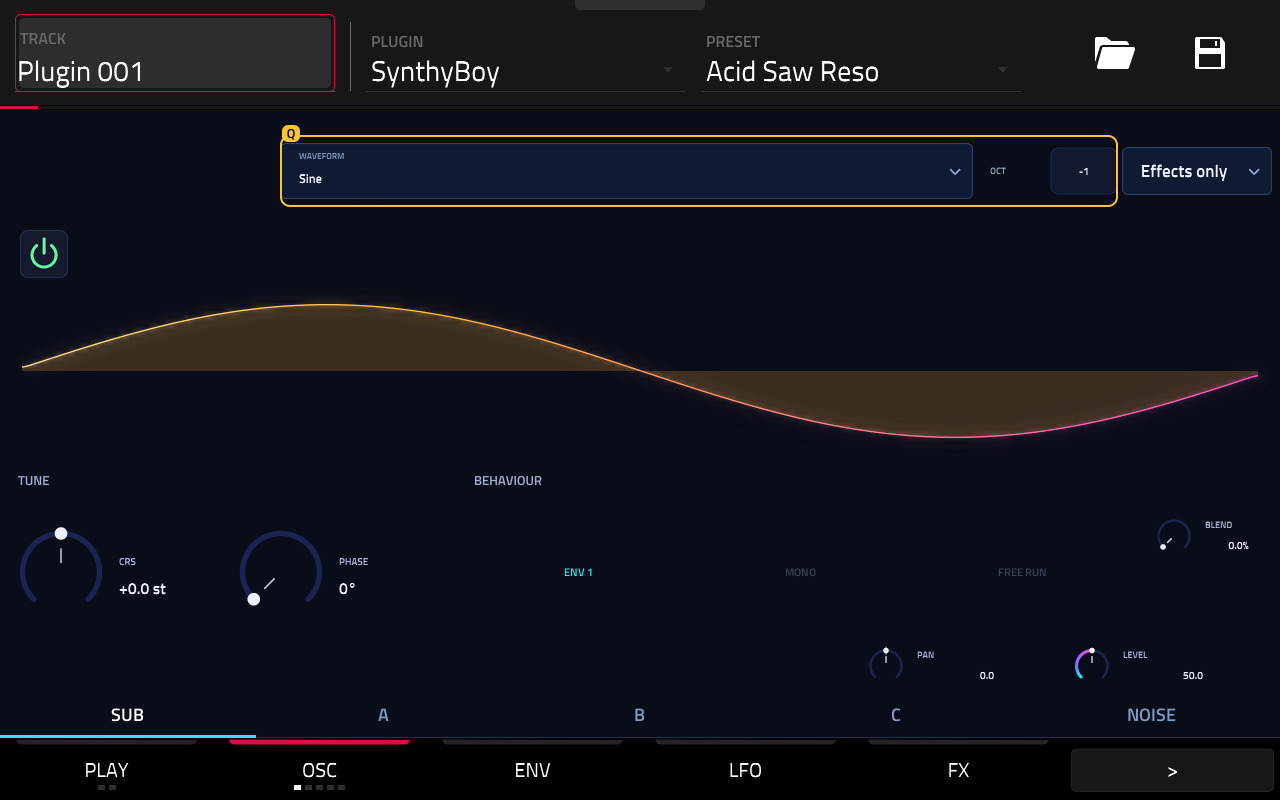 TRACK
Plugin 001
PLUGIN
SynthyBoy
PRESET
Acid Saw Reso
Q
WAVEFORM
Sine
OCT
-1
Effects only
TUNE
BEHAVIOUR
CRS
+0.0 st
PHASE
0°
ENV 1
MONO
FREE RUN
BLEND
0.0%
PAN
0.0
LEVEL
50.0
SUB
A
B
C
NOISE
PLAY
OSC
ENV
LFO
FX
>